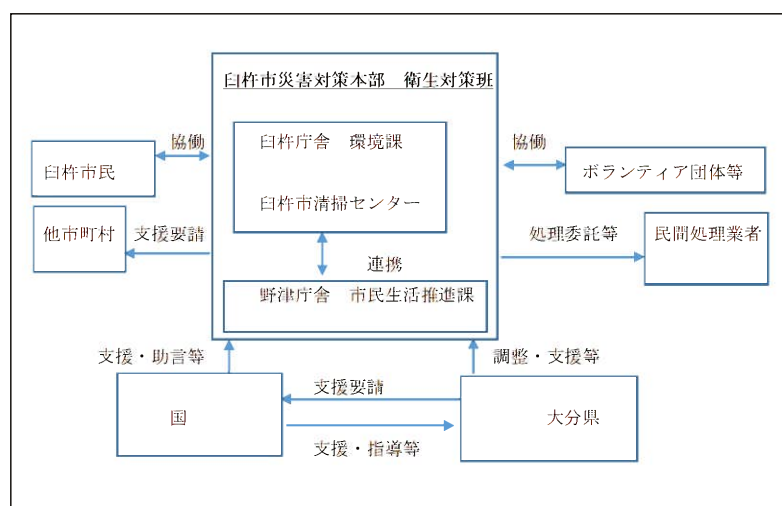 臼杵市災害対策本部　衛生対策班
協働
臼杵庁舎　環境課
協働
臼杵市民
ボランティア団体等
臼杵市清掃センター
他市町村
支援要請
処理委託等
民間処理業者
連携
野津庁舎　市民生活推進課
支援・助言等
調整・支援等
支援要請
国
大分県
支援・指導等